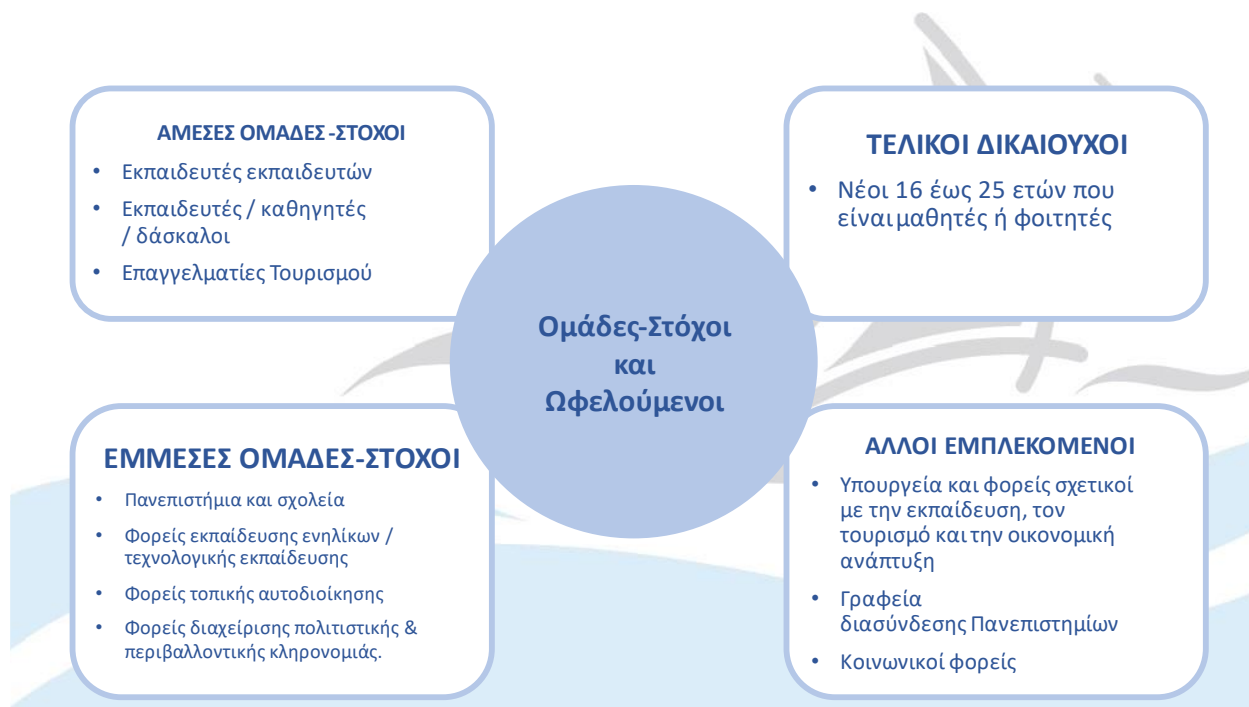 ΑΜΕΣΕΣ ΟΜΑΔΕΣ-ΣΤΟΧΟΙ
• Εκπαιδευτές εκπαιδευτών
• Εκπαιδευτές / καθηγητές
/ δάσκαλοι
• Επαγγελματίες Τουρισμού
ΤΕΛΙΚΟΙ ΔΙΚΑΙΟΥΧΟΙ
• Νέοι 16 έως 25 ετών που
είναι μαθητές ή φοιτητές
Ομάδες-Στόχοι
και
Ωφελούμενοι
ΕΜΜΕΣΕΣ ΟΜΑΔΕΣ-ΣΤΟΧΟΙ
• Πανεπιστήμια και σχολεία
• Φορείς εκπαίδευσης ενηλίκων /
τεχνολογικής εκπαίδευσης
• Φορείς τοπικής αυτοδιοίκησης
• Φορείς διαχείρισης πολιτιστικής &
περιβαλλοντικής κληρονομιάς.
ΑΛΛΟΙ ΕΜΠΛΕΚΟΜΕΝΟΙ
• Υπουργεία και φορείς σχετικοί
με την εκπαίδευση, τον
τουρισμό και την οικονομική
ανάπτυξη
• Γραφεία
διασύνδεσης Πανεπιστημίων
• Κοινωνικοί φορείς